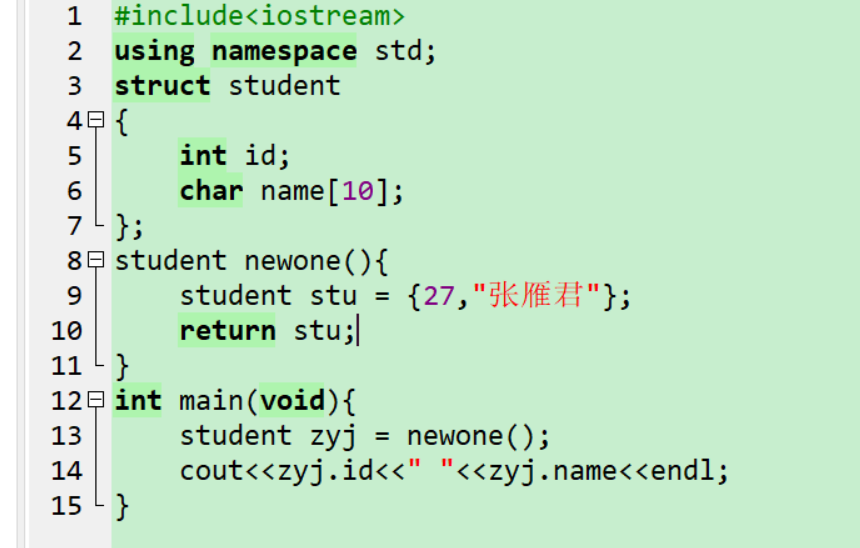 1 #include<iostream>
2 using namespace std;
3 struct student
4 {
5 int id;
6 char name[10];
7 };
8 student newone(){
9 student stu = {27,"张雁君"};
10 return stu;
11 }
12 int main(void){
13 student zyj = newone();
14 cout<<zyj.id<<" "<<zyj.name<<endl;
15 }